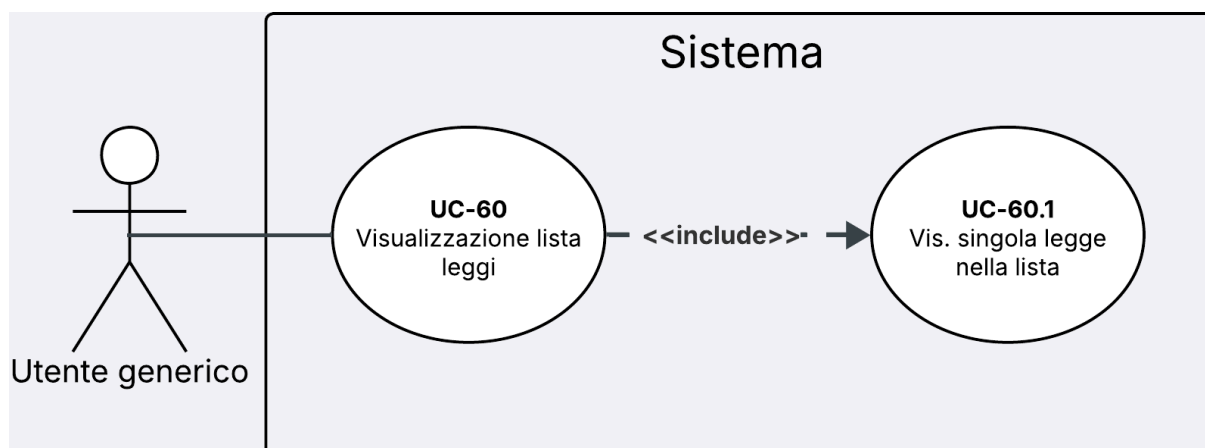 Sistema
UC-60
Visualizzazione lista
leggi
<<include>>
UC-60.1
Vis. singola legge
nella lista
Utente generico